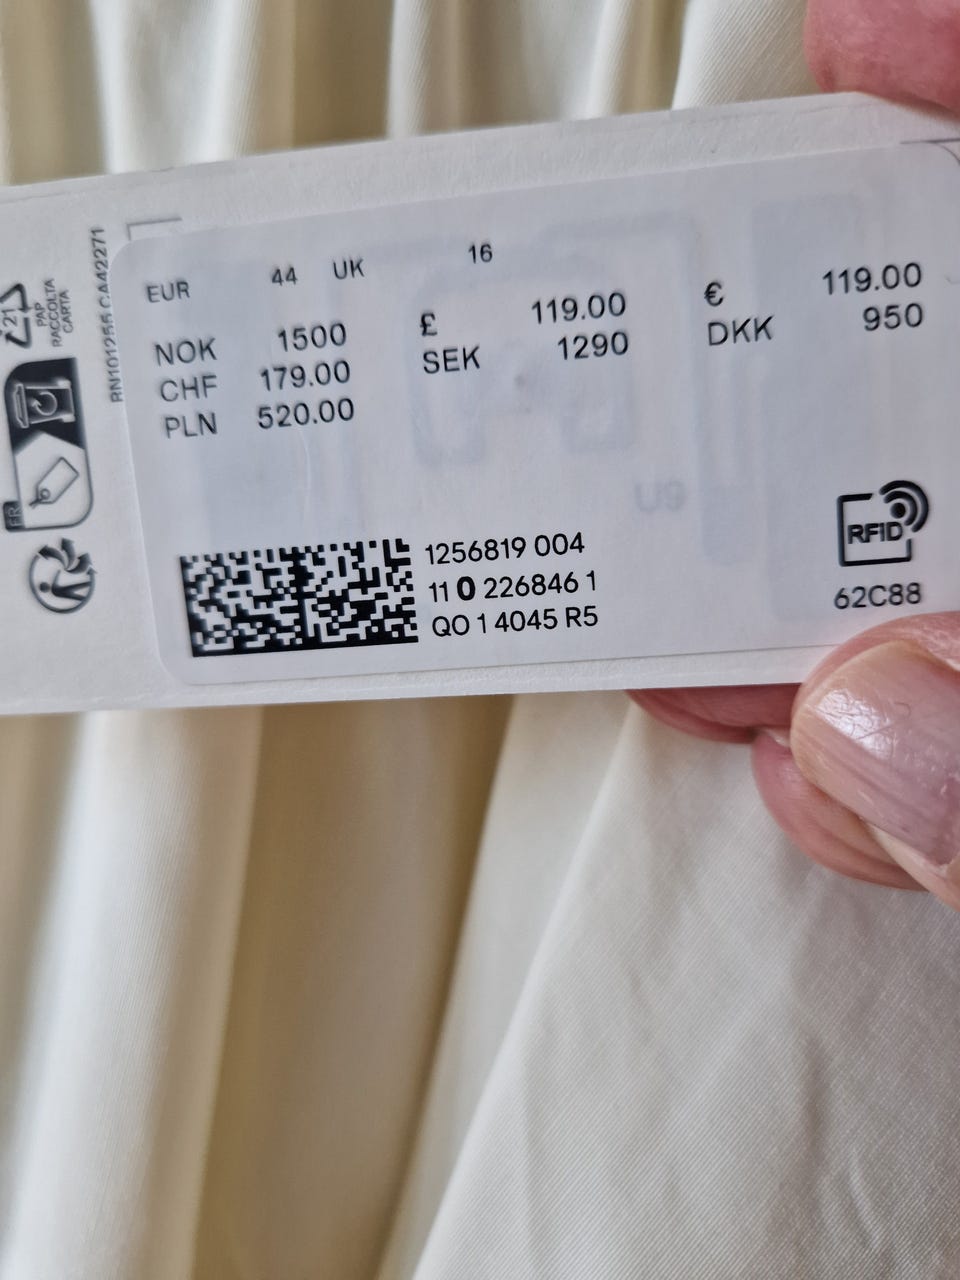 EUR 44 UK 16
NOK 1500 £ 119.00 € 119.00
CHF 179.00 SEK 1290 DKK 950
PLN 520.00
1256819 004
11 0 226846 1
QO 1 4045 R5
RFID
62C88
RN101255 CA42271
21
PAP
RACCOLTA
CARTA
FR